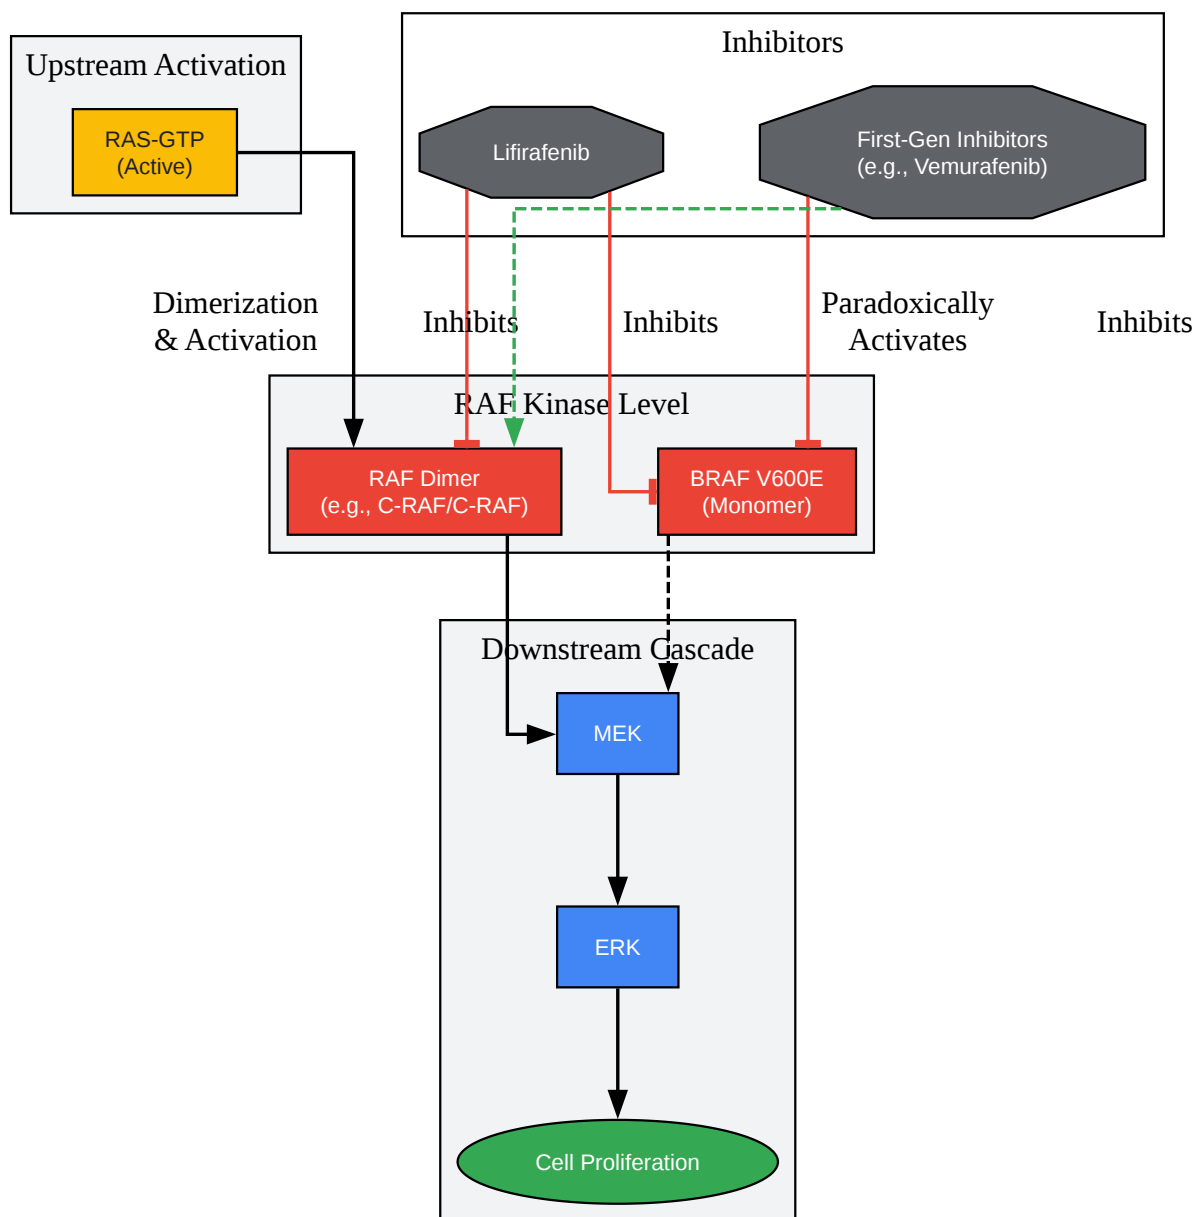 Inhibitors
Upstream Activation
RAS-GTP
(Active)
Lifirafenib
First-Gen Inhibitors
(e.g., Vemurafenib)
Dimerization
& Activation
Inhibits
Inhibits
Paradoxically
Activates
Inhibits
RAF Kinase Level
RAF Dimer
(e.g., C-RAF/C-RAF)
BRAF V600E
(Monomer)
Downstream Cascade
MEK
ERK
Cell Proliferation